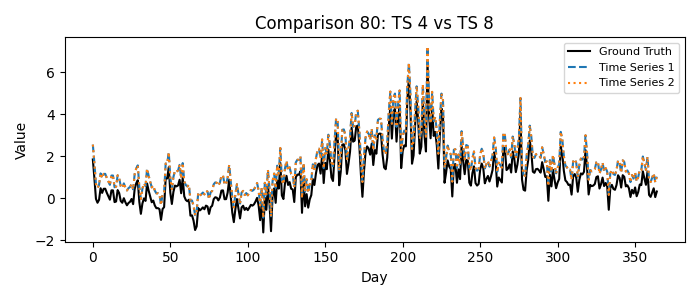 Comparison 80: TS 4 vs TS 8
Ground Truth
Time Series 1
Time Series 2
Value
6
4
2
0
−2
0
50
100
150
200
250
300
350
Day